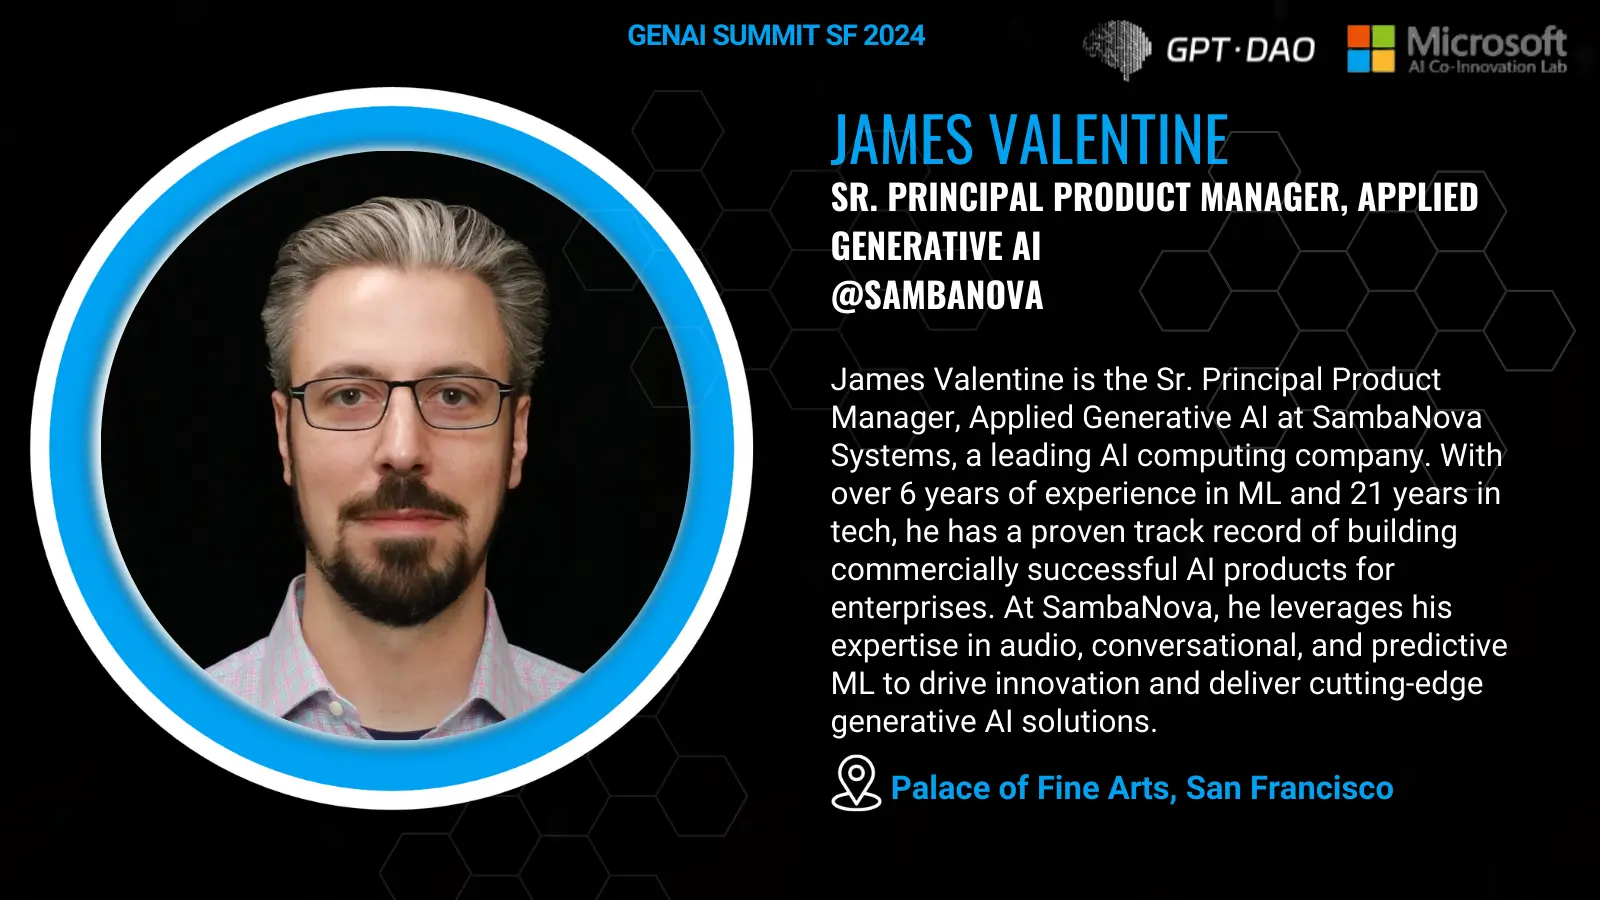 GENAI SUMMIT SF 2024
GPT·DAO
Microsoft
AI Co-Innovation Lab
JAMES VALENTINE
SR. PRINCIPAL PRODUCT MANAGER, APPLIED
GENERATIVE AI
@SAMBANOVA
James Valentine is the Sr. Principal Product
Manager, Applied Generative AI at SambaNova
Systems, a leading AI computing company. With
over 6 years of experience in ML and 21 years in
tech, he has a proven track record of building
commercially successful AI products for
enterprises. At SambaNova, he leverages his
expertise in audio, conversational, and predictive
ML to drive innovation and deliver cutting-edge
generative AI solutions.
Palace of Fine Arts, San Francisco